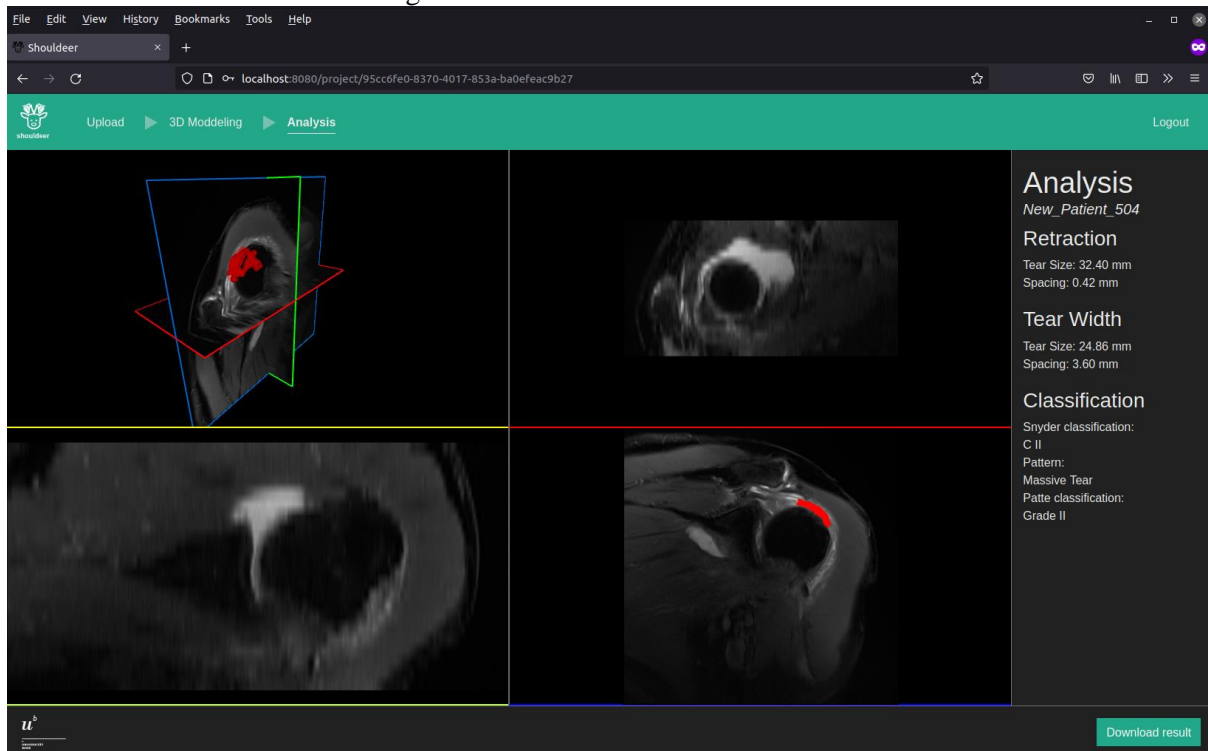 File Edit View History Bookmarks Tools Help
Shouldeer
localhost:8080/project/95cc6fe0-8370-4017-853a-ba0efeac9b27
shouldeer
Upload 3D Moddeling Analysis Logout
Analysis
New_Patient_504
Retraction
Tear Size: 32.40 mm
Spacing: 0.42 mm
Tear Width
Tear Size: 24.86 mm
Spacing: 3.60 mm
Classification
Snyder classification:
C II
Pattern:
Massive Tear
Patte classification:
Grade II
u b
Download result